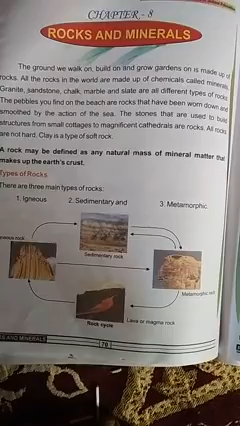 CHAPTER - 8
ROCKS AND MINERALS
The ground we walk, build on and grow garden on is made up of
rocks. All the rocks in the world are made up of chemicals called minerals.
Granite, sandstone, chalk, marble and slate are all different types of rocks.
The petibles you find on the beach are rocks that have been worn down and
smoothed by the action of the sea. The stones that are used to build
structures from small cottages to magnificent cathedrals are rocks. All rocks
are not hard. Clay is a type of soft rock.
A rock may be defined as any natural mass of mineral matter that
makes up the earth's crust.
Types of Rocks
There are three main types of rocks:
1. Igneous 2. Sedimentary and 3. Metamorphic.
neous rock
Sedimentary rock
Metamorphic rock
Rock cycle
Lava or magma rock
S AND MINERALS
70